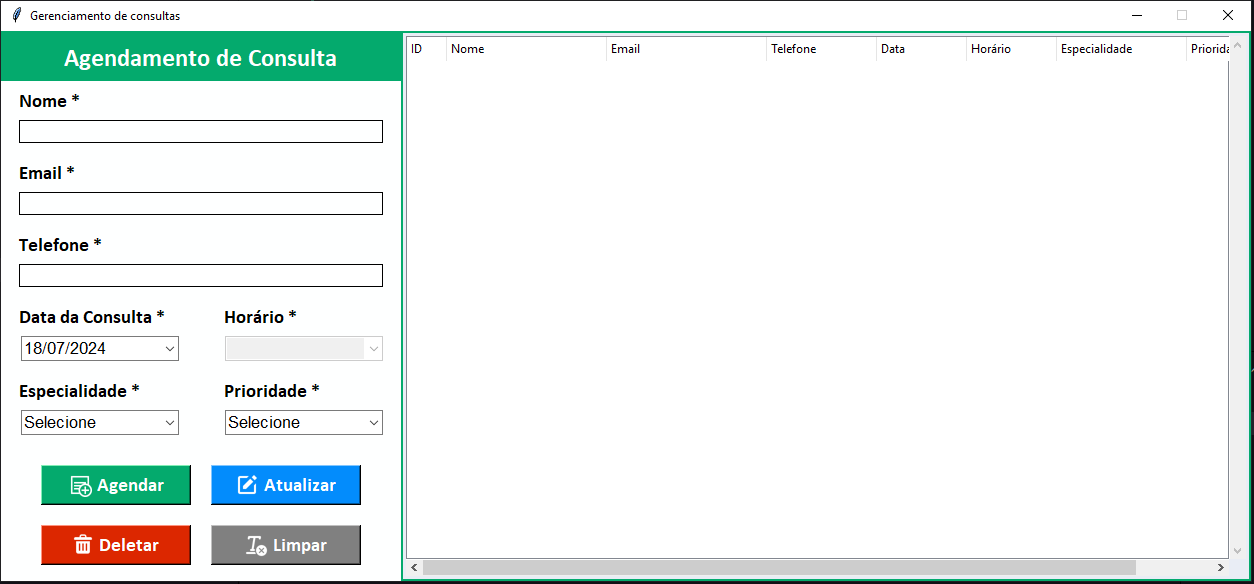 Gerenciamento de consultas
Agendamento de Consulta
Nome *
Email *
Telefone *
Data da Consulta * Horário *
18/07/2024
Especialidade * Prioridade *
Selecione Selecione
Agendar Atualizar
Deletar Limpar
ID Nome Email Telefone Data Horário Especialidade Priorida